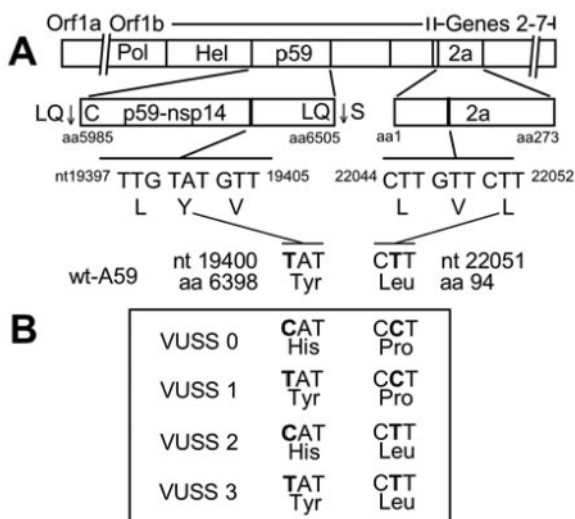 Orf1a Orf1b Genes 2-7
A
Pol Hel p59 2a
LQ↓ C p59-nsp14 LQ ↓S 2a
aa5985 aa6505 aa1 aa273
nt19397 TTG TAT GTT 19405 22044 CTT GTT CTT 22052
L Y V L V L
wt-A59 nt 19400 TAT CTT nt 22051
aa 6398 Tyr Leu aa 94
B
VUSS 0 CAT CCT
His Pro
VUSS 1 TAT CCT
Tyr Pro
VUSS 2 CAT CTT
His Leu
VUSS 3 TAT CTT
Tyr Leu